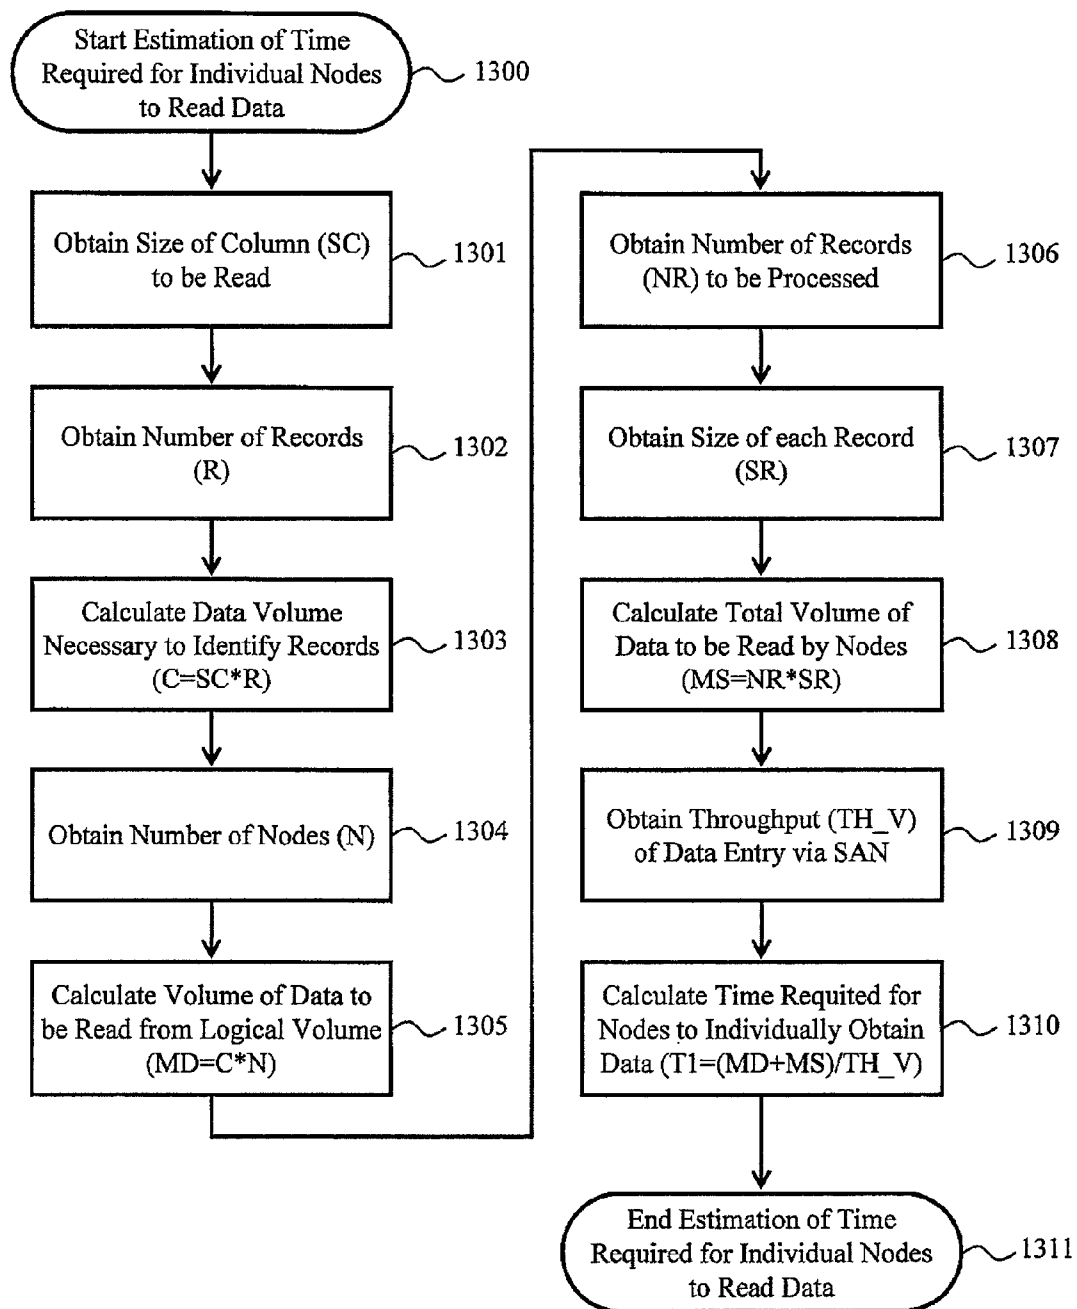 Start Estimation of Time
Required for Individual Nodes
to Read Data
1300
Obtain Size of Column (SC)
to be Read
1301
Obtain Number of Records
(R)
1302
Calculate Data Volume
Necessary to Identify Records
(C=SC*R)
1303
Obtain Number of Nodes (N)
1304
Calculate Volume of Data to
be Read from Logical Volume
(MD=C*N)
1305
Obtain Number of Records
(NR) to be Processed
1306
Obtain Size of each Record
(SR)
1307
Calculate Total Volume of
Data to be Read by Nodes
(MS=NR*SR)
1308
Obtain Throughput (TH_V)
of Data Entry via SAN
1309
Calculate Time Requited for
Nodes to Individually Obtain
Data (T1=(MD+MS)/TH_V)
1310
End Estimation of Time
Required for Individual Nodes
to Read Data
1311